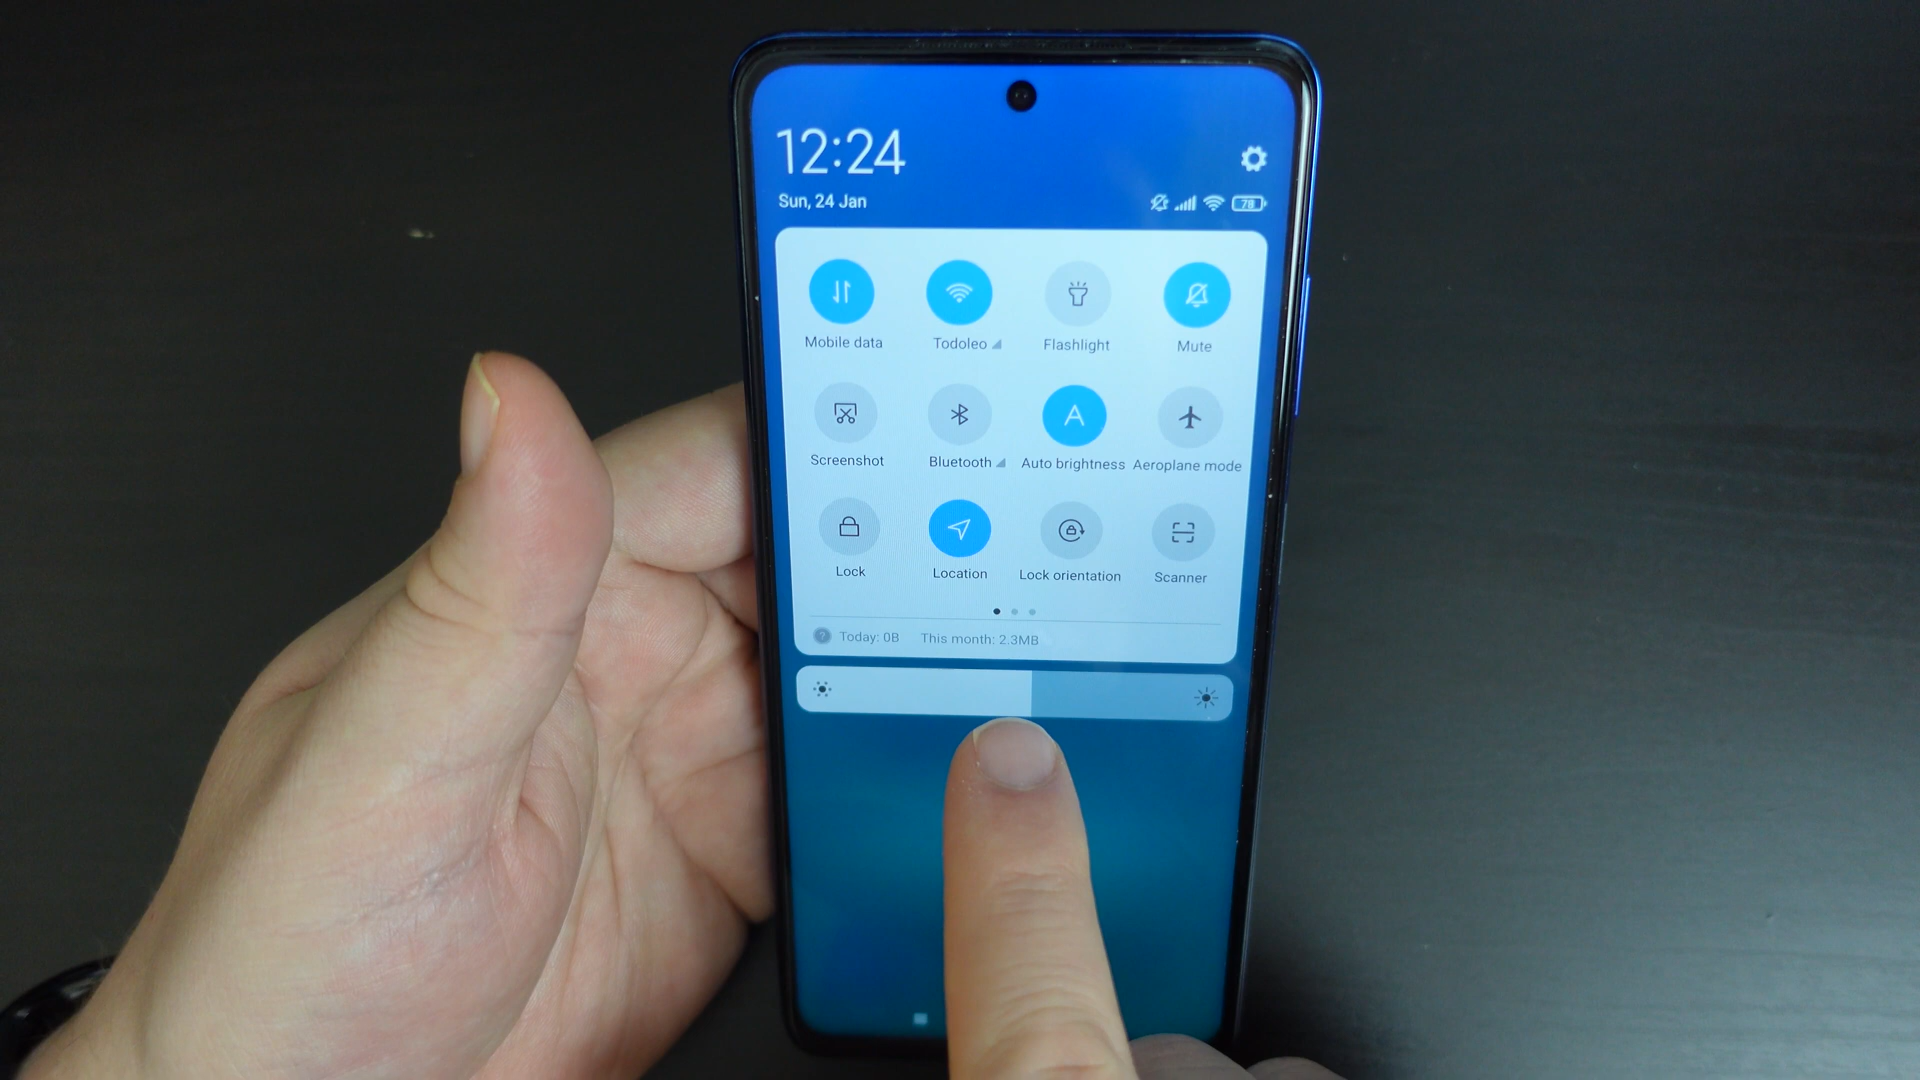 12:24
Sun, 24 Jan
78
Mobile data Todoleo Flashlight Mute
A
Screenshot Bluetooth Auto brightness Aeroplane mode
Lock Location Lock orientation Scanner
? Today: 0B This month: 2.3MB